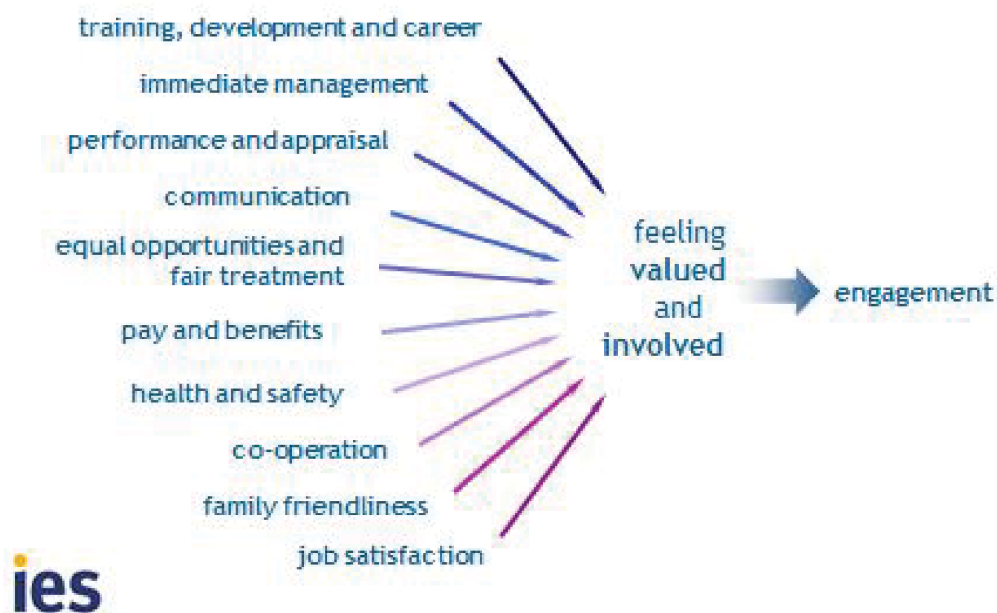 training, development and career
immediate management
performance and appraisal
communication
equal opportunities and
fair treatment
pay and benefits
health and safety
co-operation
family friendliness
job satisfaction
feeling
valued
and
involved
engagement
ies